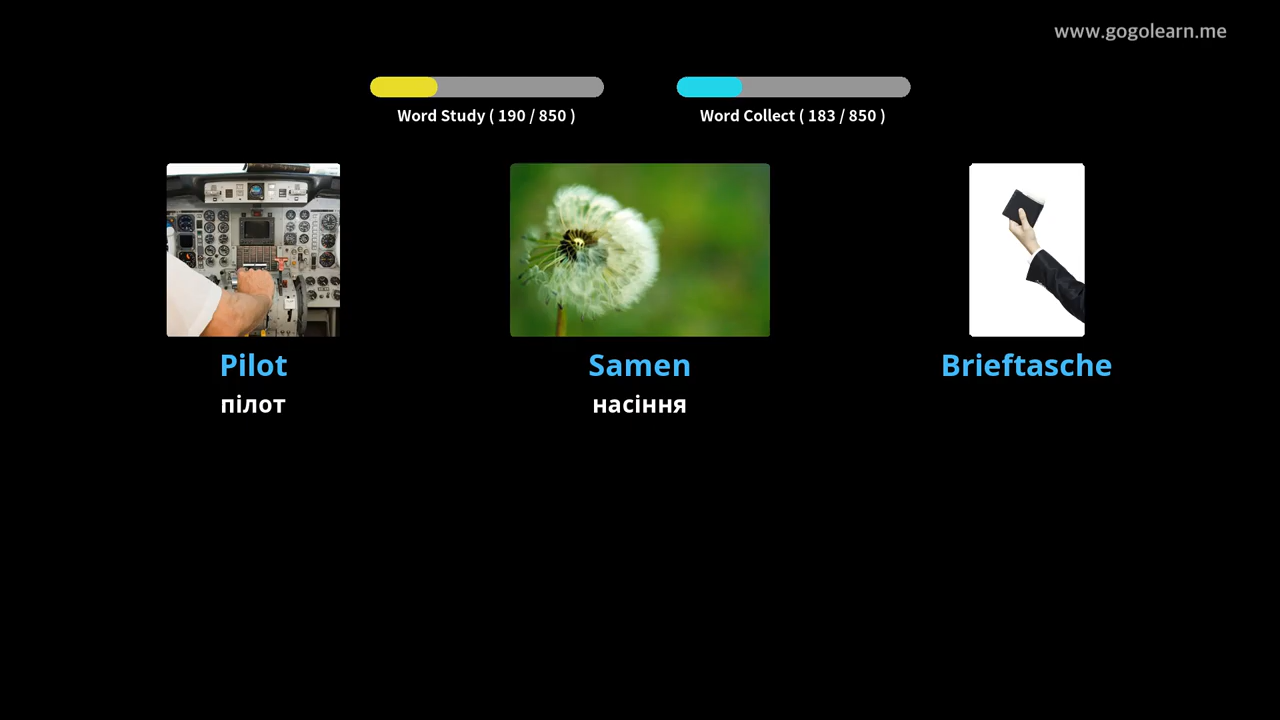 www.gogolearn.me
Word Study ( 190 / 850 )
Word Collect ( 183 / 850 )
Pilot
пілот
Samen
насіння
Brieftasche